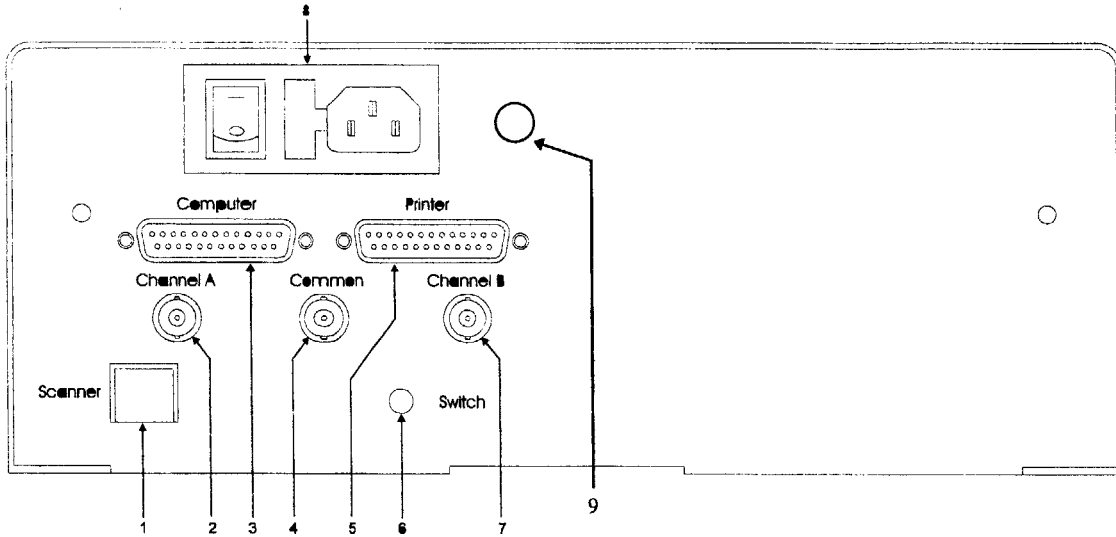 8
Computer
Printer
Channel A
Common
Channel B
Scanner
Switch
1
2
3
4
5
6
7
9